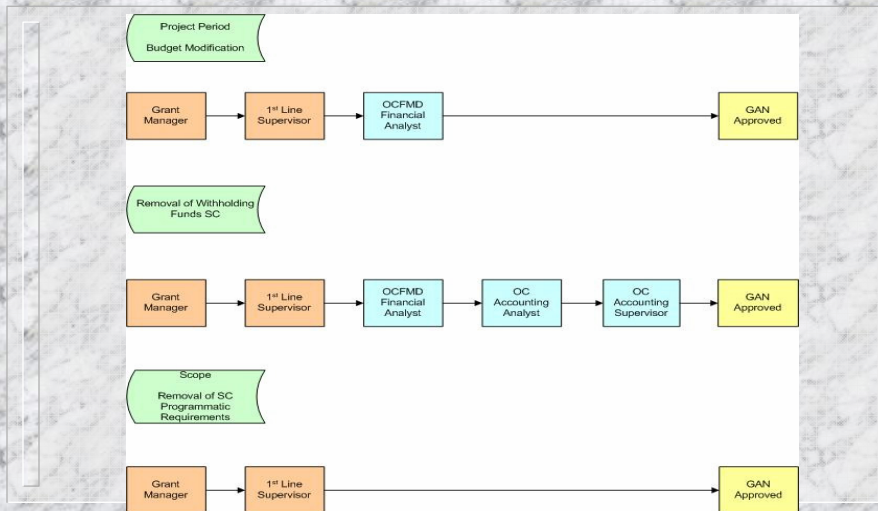 Project Period
Budget Modification
Grant
Manager
1st Line
Supervisor
OCFMD
Financial
Analyst
GAN
Approved
Removal of Withholding
Funds SC
Grant
Manager
1st Line
Supervisor
OCFMD
Financial
Analyst
OC
Accounting
Analyst
OC
Accounting
Supervisor
GAN
Approved
Scope
Removal of SC
Programmatic
Requirements
Grant
Manager
1st Line
Supervisor
GAN
Approved